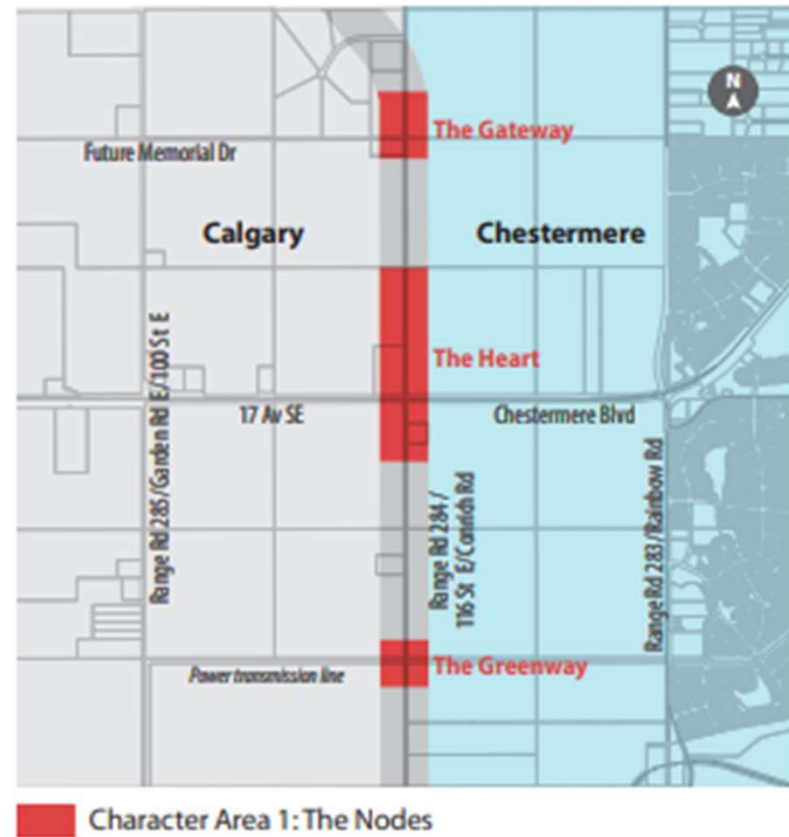 N
The Gateway
Future Memorial Dr
Calgary
Chestermere
The Heart
17 Av SE
Chestermere Blvd
Range Rd 285/Garden Rd E/100 St E
Range Rd 284/
116 St E/Conrich Rd
Range Rd 283/Rainbow Rd
The Greenway
Power transmission line
Character Area 1: The Nodes